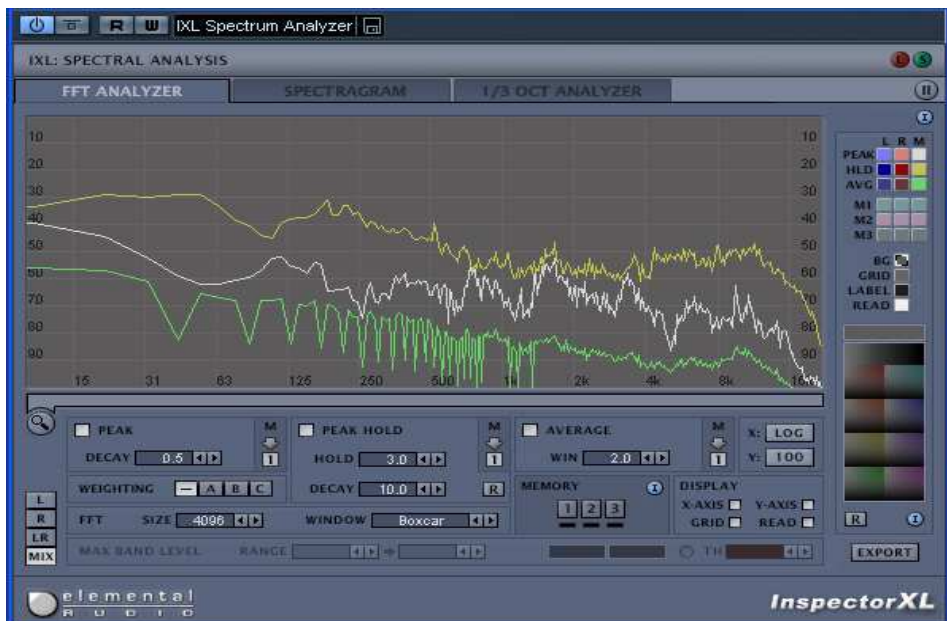 R W IXL Spectrum Analyzer
IXL: SPECTRAL ANALYSIS L S
FFT ANALYZER SPECTRAGRAM 1/3 OCT ANALYZER
10 10
20 20
30 30
40 40
50 50
60 60
70 70
80 80
90 90
15 31 63 125 250 500 1k 2k 4k 8k 16k
L R M
PEAK
HLD
AVG
M1
M2
M3
BG
GRID
LABEL
READ
PEAK M PEAK HOLD M AVERAGE M X: LOG
DECAY 0.5 1 HOLD 3.0 1 WIN 2.0 1 Y: 100
WEIGHTING — A B C DECAY 10.0 R MEMORY DISPLAY
L
R
LR
MIX
1 2 3 X-AXIS Y-AXIS
FFT SIZE 4096 WINDOW Boxcar GRID READ R
MAX BAND LEVEL RANGE TH EXPORT
elemental
AUDIO
InspectorXL